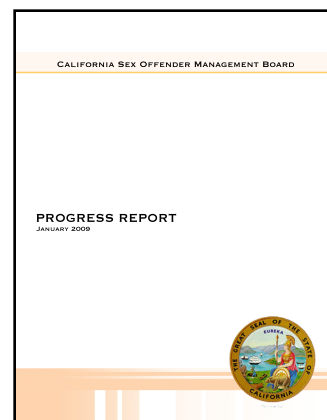 CALIFORNIA SEX OFFENDER MANAGEMENT BOARD
PROGRESS REPORT
JANUARY 2009
THE GREAT SEAL OF THE STATE OF CALIFORNIA
EUREKA